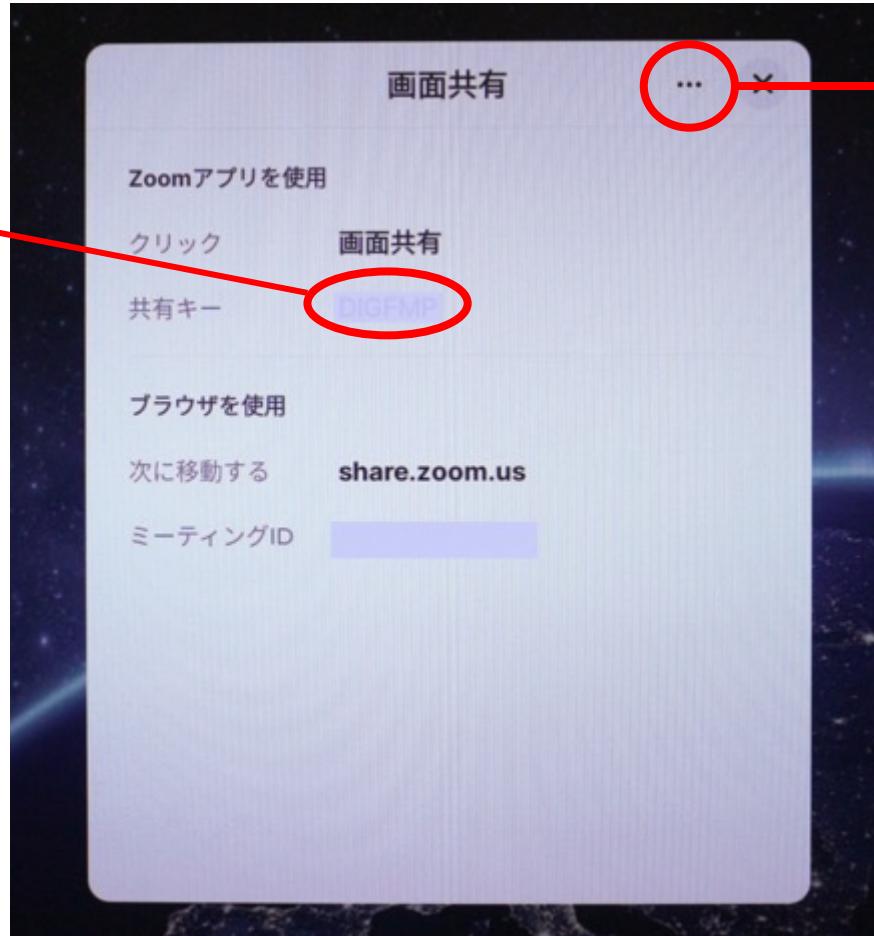 画面共有
Zoomアプリを使用
クリック 画面共有
共有キー DIGFMP
ブラウザを使用
次に移動する share.zoom.us
ミーティングID